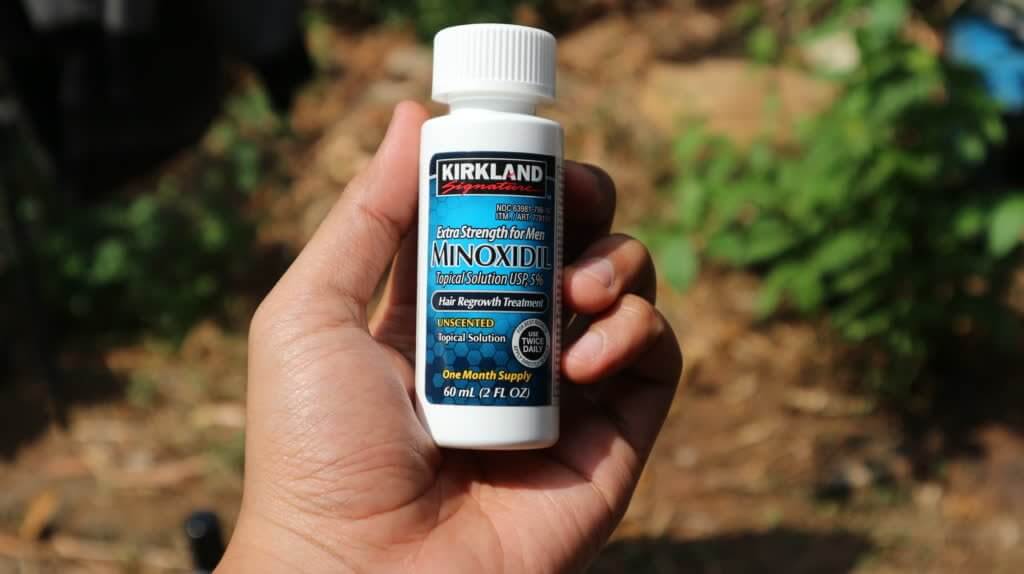 KIRKLAND
Signature
Extra Strength for Men
MINOXIDIL
Topical Solution USP, 5%
Hair Regrowth Treatment
UNSCENTED
Topical Solution
USE
TWICE
DAILY
One Month Supply
60 mL (2 FL OZ)